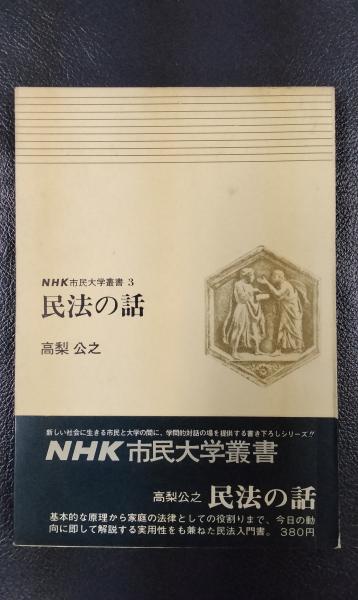 NHK市民大学叢書 3
民法の話
高梨 公之
新しい社会に生きる市民と大学の間に、学問的対話の場を提供する書き下ろしシリーズ!!
NHK 市民大学叢書
高梨公之 民法の話
基本的な原理から家庭の法律としての役割りまで、今日の動
向に即して解説する実用性をも兼ねた民法入門書。 380円